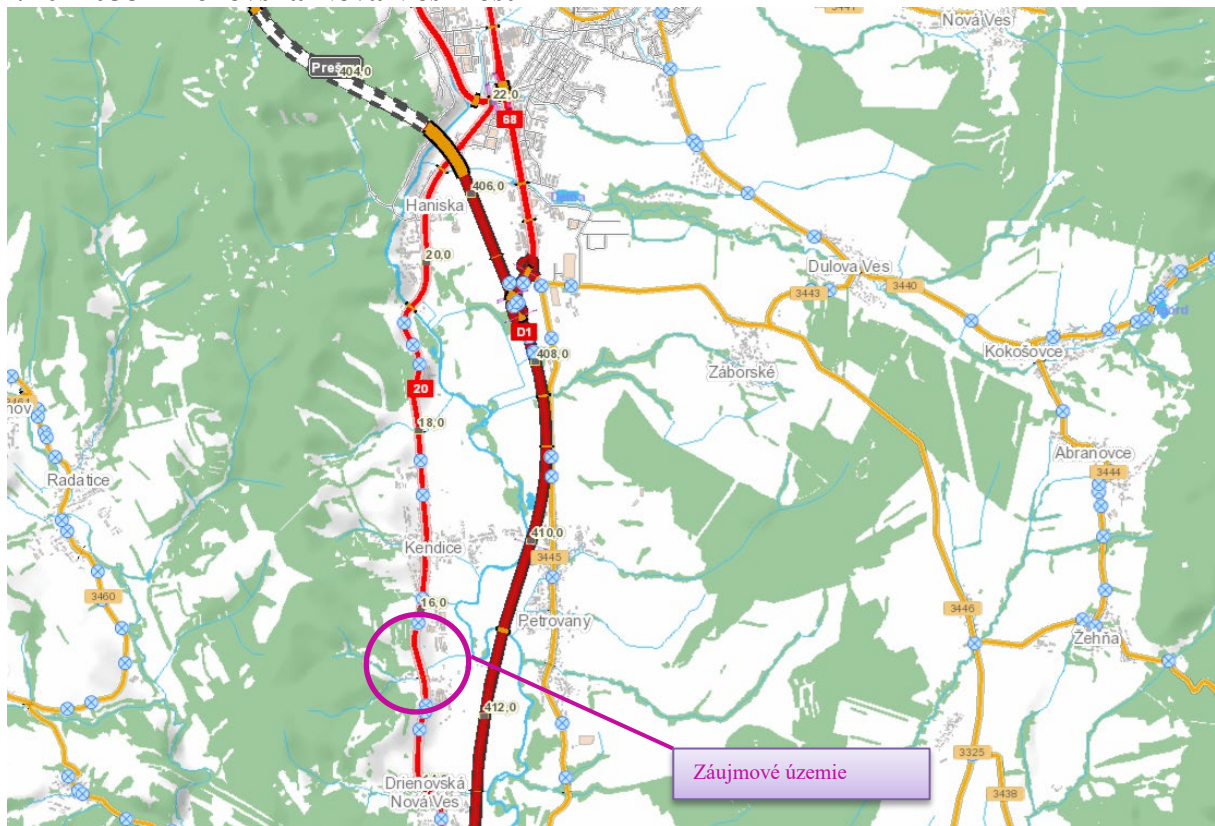 3447
Nová Ves
Prešov
404,0
22,0
68
406,0
Haniska
20,0
Dulova Ves
3443
3440
D1
408,0
Kokošovce
Záborské
20
18,0
Abranovce
3444
Radatice
410,0
Kendice
3445
3460
16,0
3446
Petrovany
Žehňa
412,0
3325
Záujmové územie
Drienovská
Nová Ves
3438